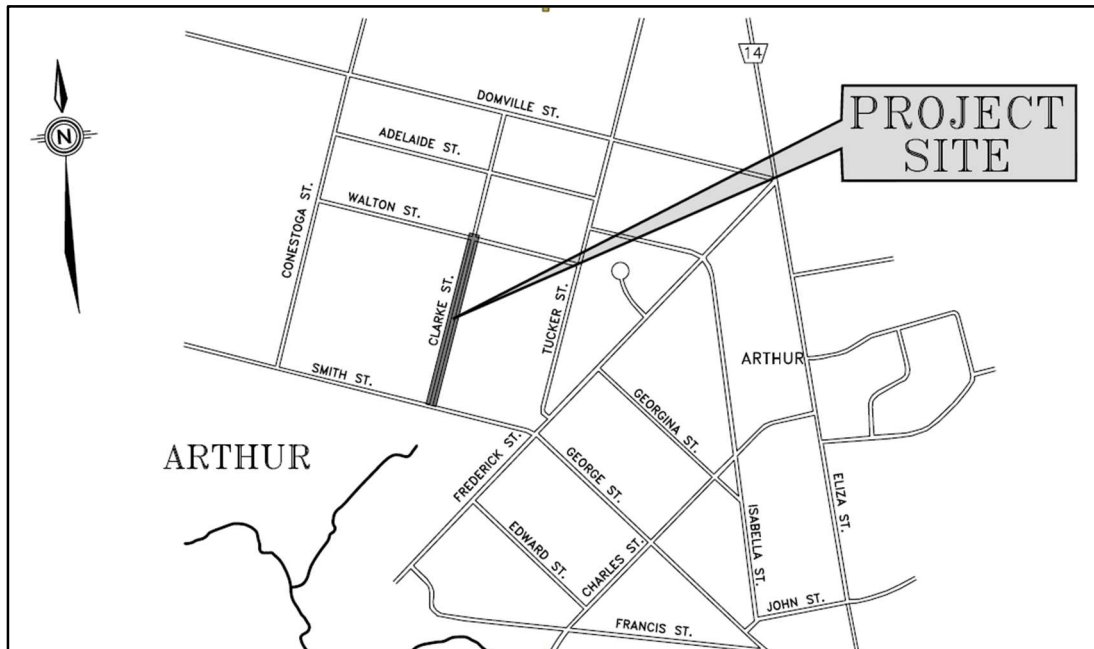 14
DOMVILLE ST.
PROJECT
SITE
ADELAIDE ST.
N
WALTON ST.
CONESTOGA ST.
CLARKE ST.
TUCKER ST.
ARTHUR
SMITH ST.
GEORGINA ST.
ARTHUR
FREDERICK ST.
GEORGE ST.
ELIZA ST.
ISABELLA ST.
EDWARD ST.
CHARLES ST.
JOHN ST.
FRANCIS ST.